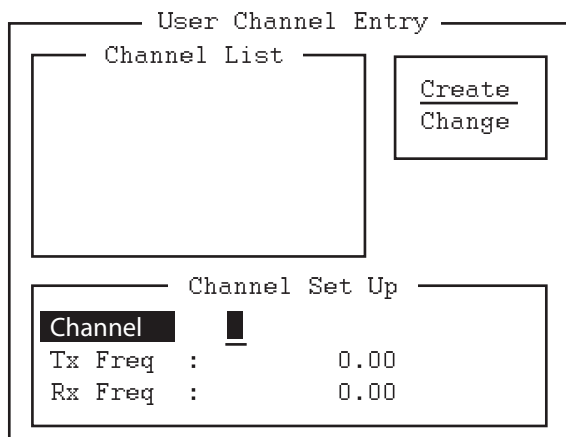 User Channel Entry
Channel List
Create
Change
Channel Set Up
Channel
Tx Freq : 0.00
Rx Freq : 0.00